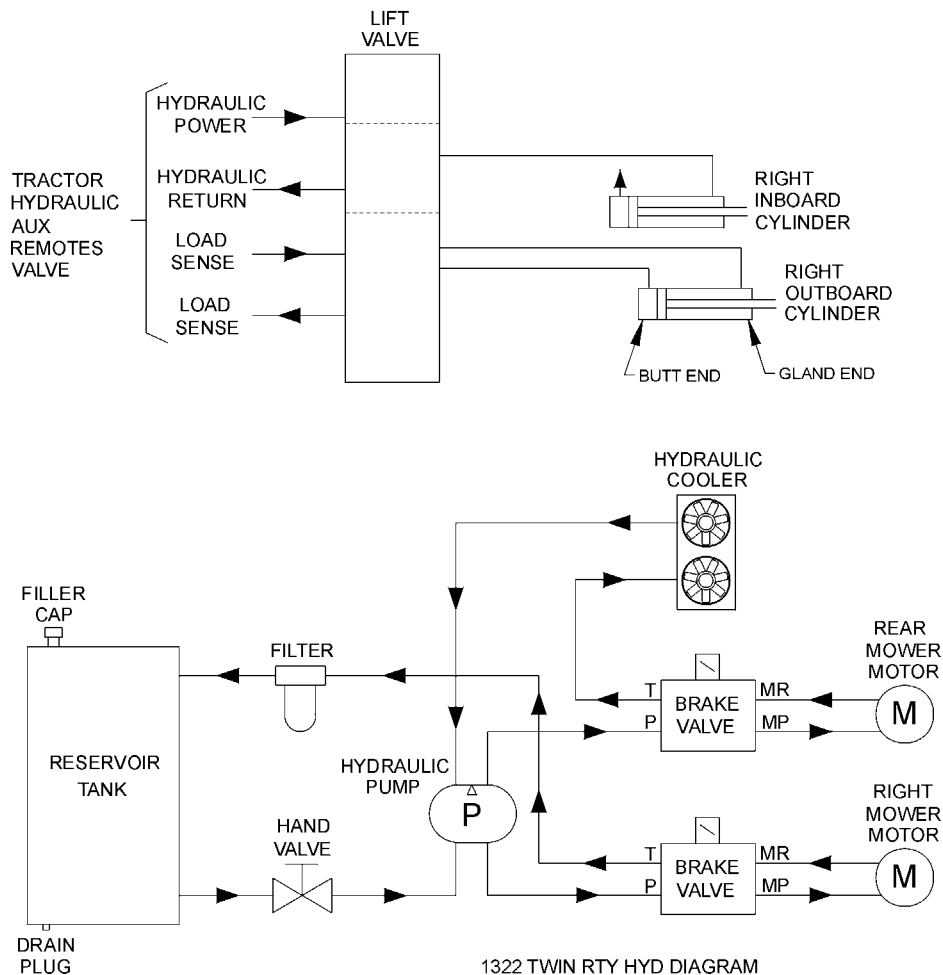 LIFT
VALVE
HYDRAULIC
POWER
HYDRAULIC
RETURN
TRACTOR
HYDRAULIC
AUX
REMOTES
VALVE
LOAD
SENSE
LOAD
SENSE
RIGHT
INBOARD
CYLINDER
RIGHT
OUTBOARD
CYLINDER
BUTT END
GLAND END
HYDRAULIC
COOLER
FILLER
CAP
FILTER
REAR
MOWER
MOTOR
T
P
BRAKE
VALVE
MR
MP
M
RESERVOIR
TANK
HYDRAULIC
PUMP
P
HAND
VALVE
RIGHT
MOWER
MOTOR
T
P
BRAKE
VALVE
MR
MP
M
DRAIN
PLUG
1322 TWIN RTY HYD DIAGRAM